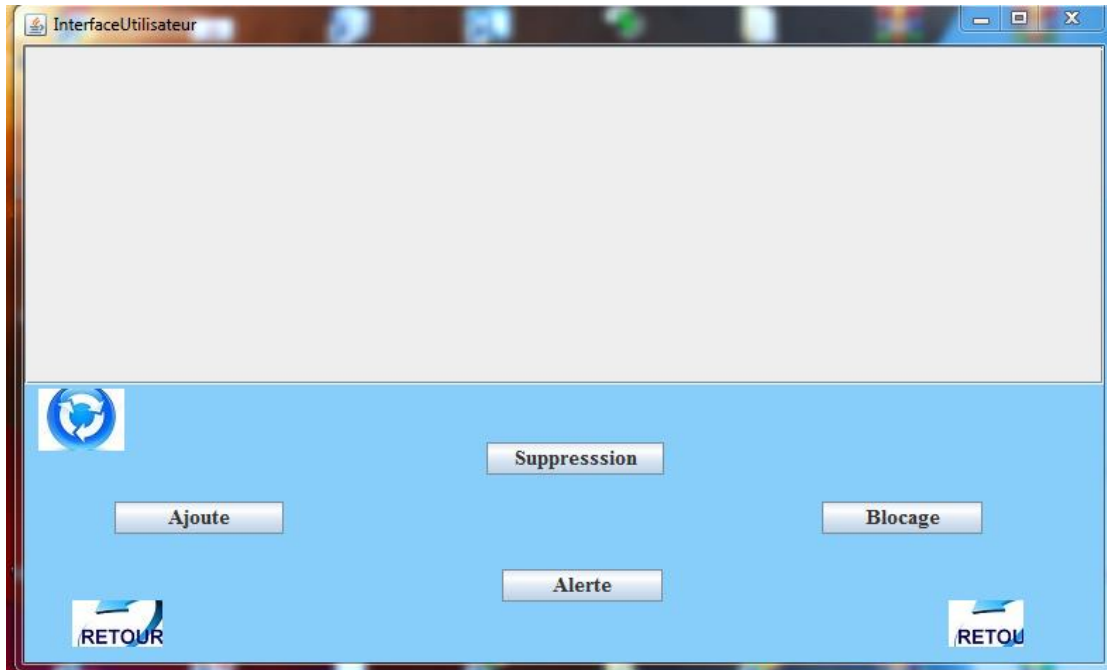 InterfaceUtilisateur
Suppresssion
Ajoute
Blocage
Alerte
RETOUR
RETOU